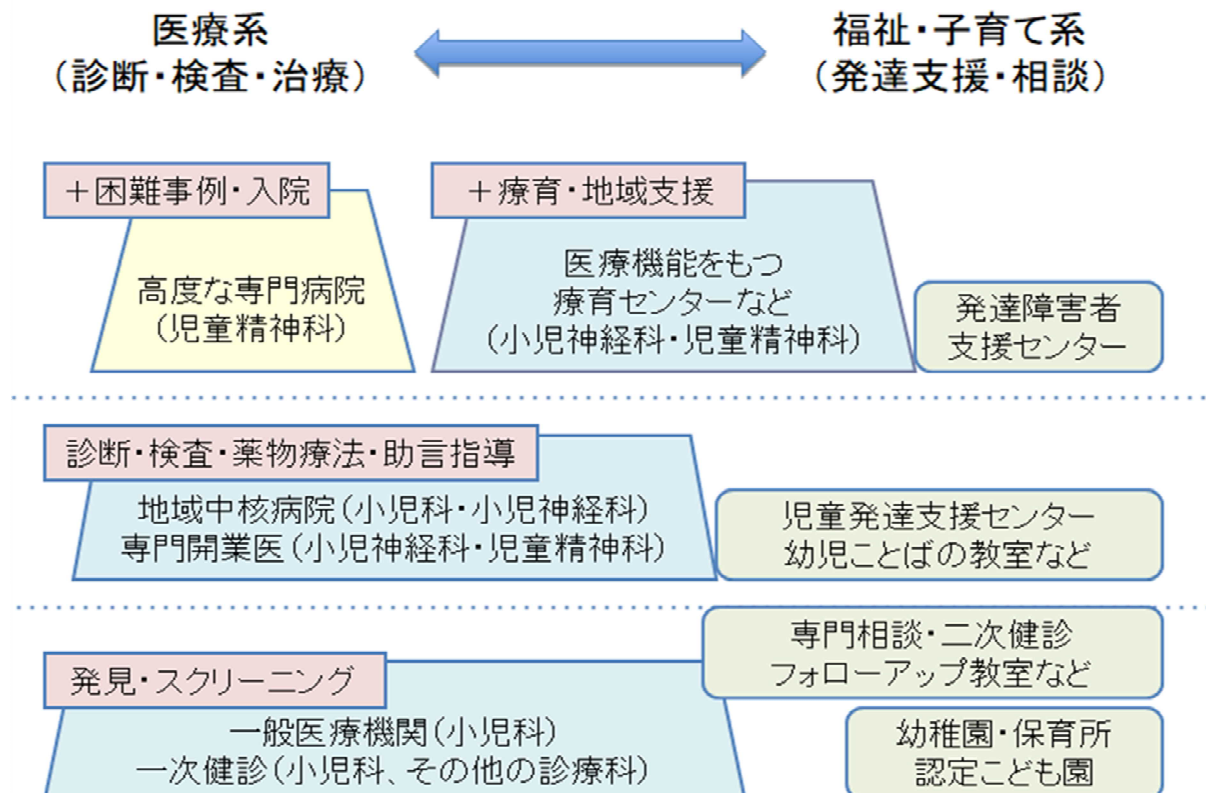 医療系
(診断・検査・治療)
福祉・子育て系
(発達支援・相談)
+困難事例・入院
高度な専門病院
(児童精神科)
+療育・地域支援
医療機能をもつ
療育センターなど
(小児神経科・児童精神科)
発達障害者
支援センター
診断・検査・薬物療法・助言指導
地域中核病院(小児科・小児神経科)
専門開業医(小児神経科・児童精神科)
児童発達支援センター
幼児ことばの教室など
専門相談・二次健診
フォローアップ教室など
発見・スクリーニング
一般医療機関(小児科)
一次健診(小児科、その他の診療科)
幼稚園・保育所
認定こども園